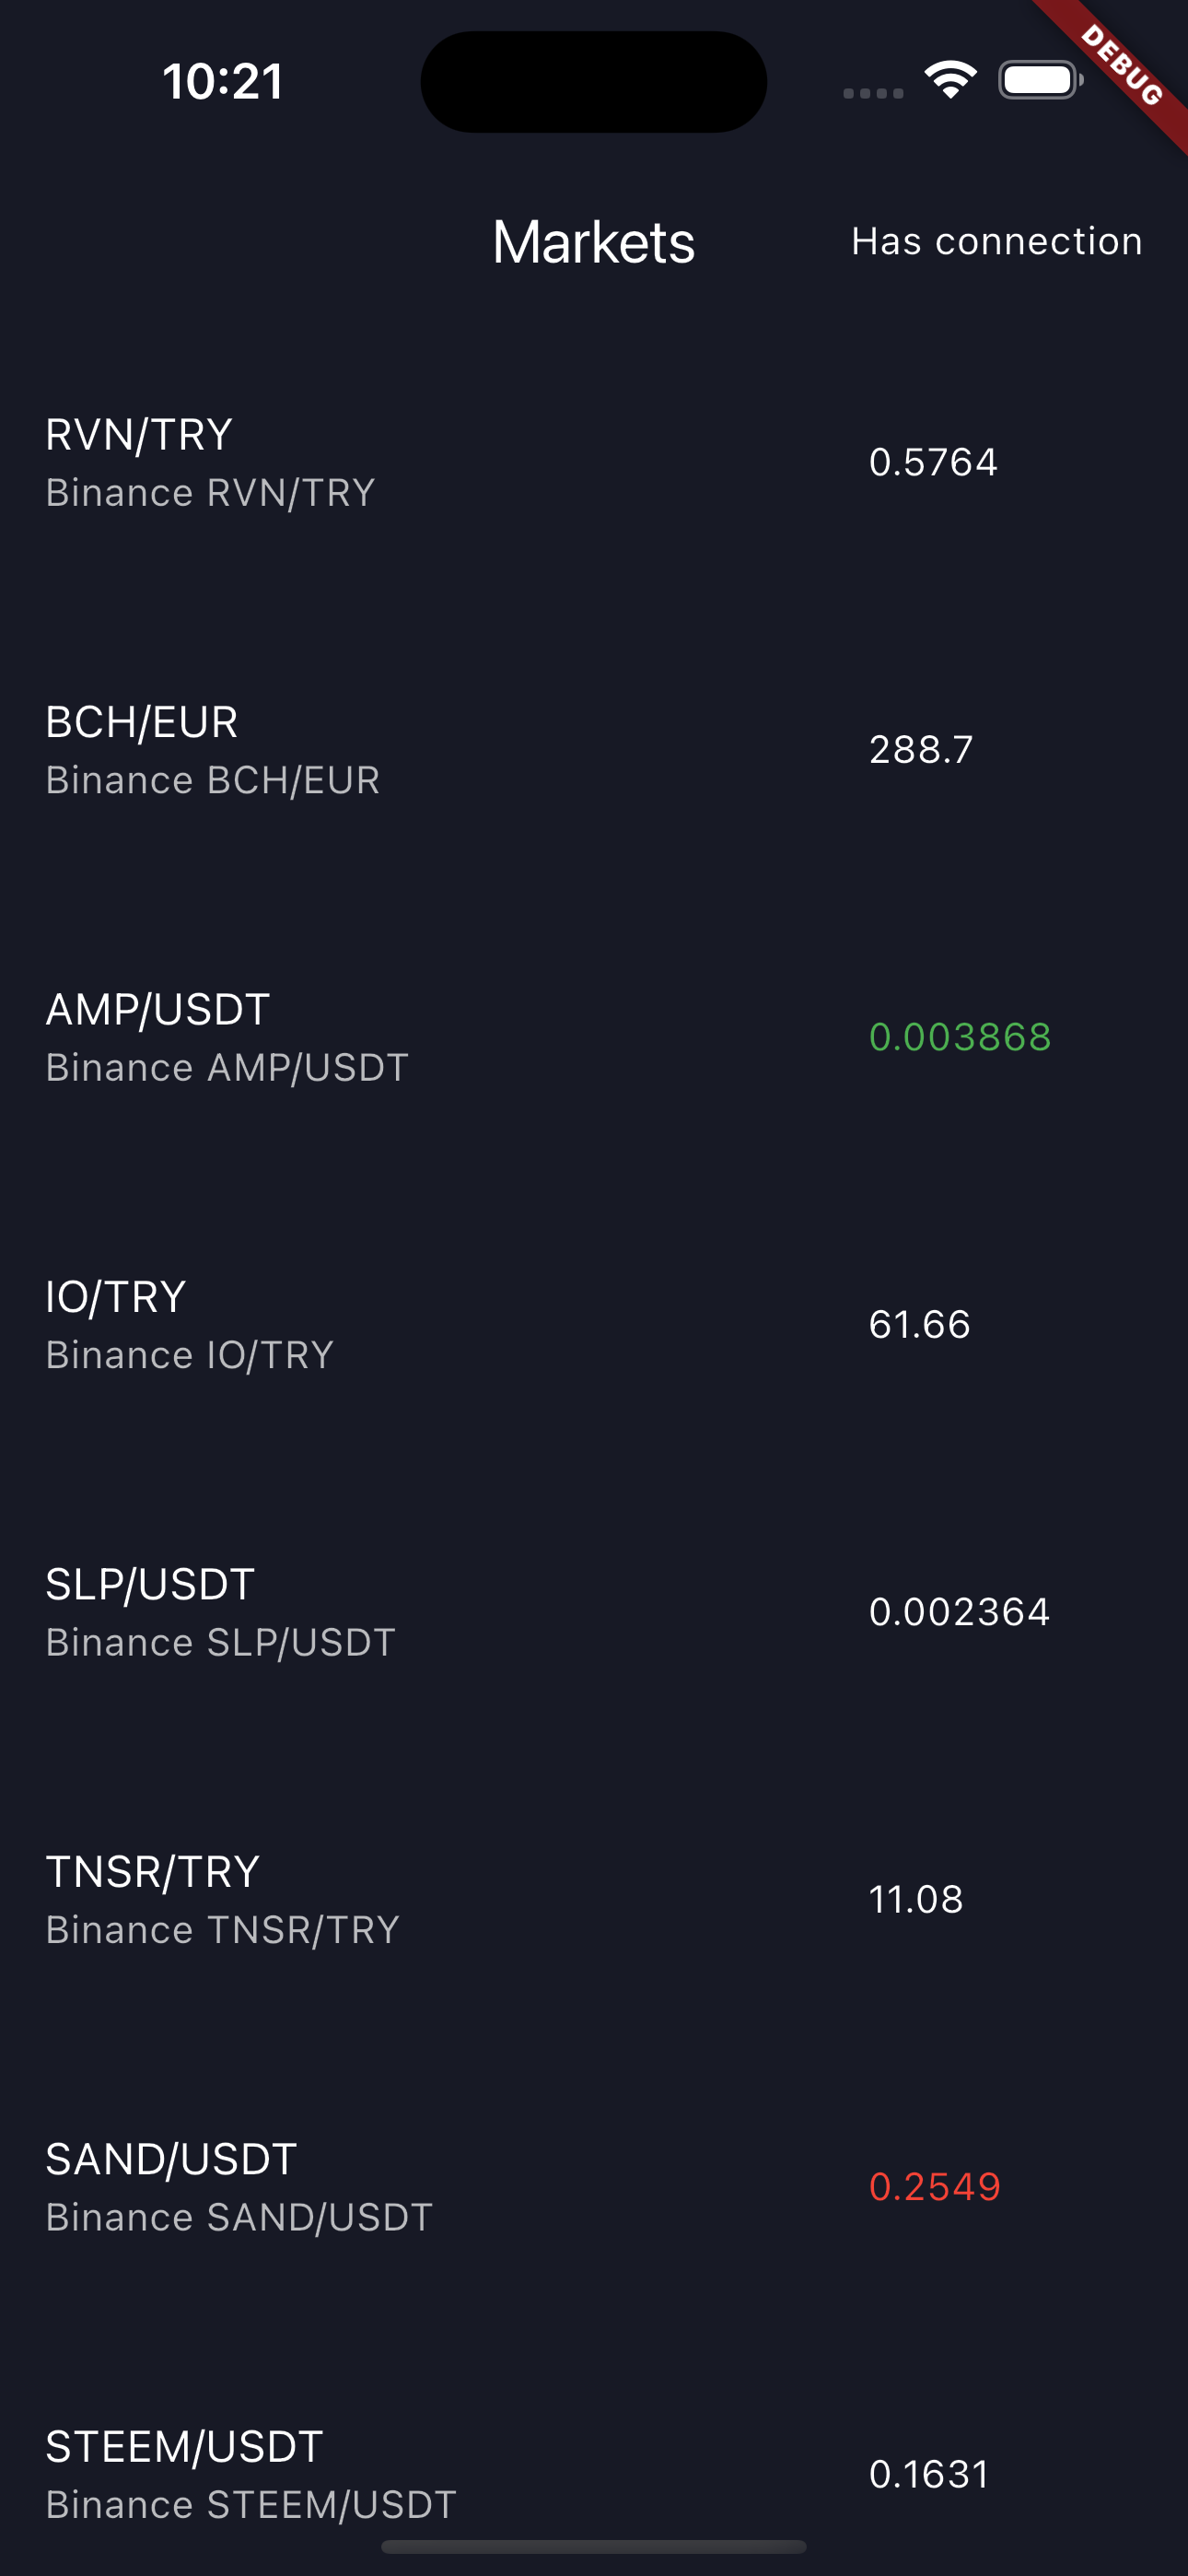 10:21
DEBUG
Markets
Has connection
RVN/TRY
Binance RVN/TRY
0.5764
BCH/EUR
Binance BCH/EUR
288.7
AMP/USDT
Binance AMP/USDT
0.003868
IO/TRY
Binance IO/TRY
61.66
SLP/USDT
Binance SLP/USDT
0.002364
TNSR/TRY
Binance TNSR/TRY
11.08
SAND/USDT
Binance SAND/USDT
0.2549
STEEM/USDT
Binance STEEM/USDT
0.1631